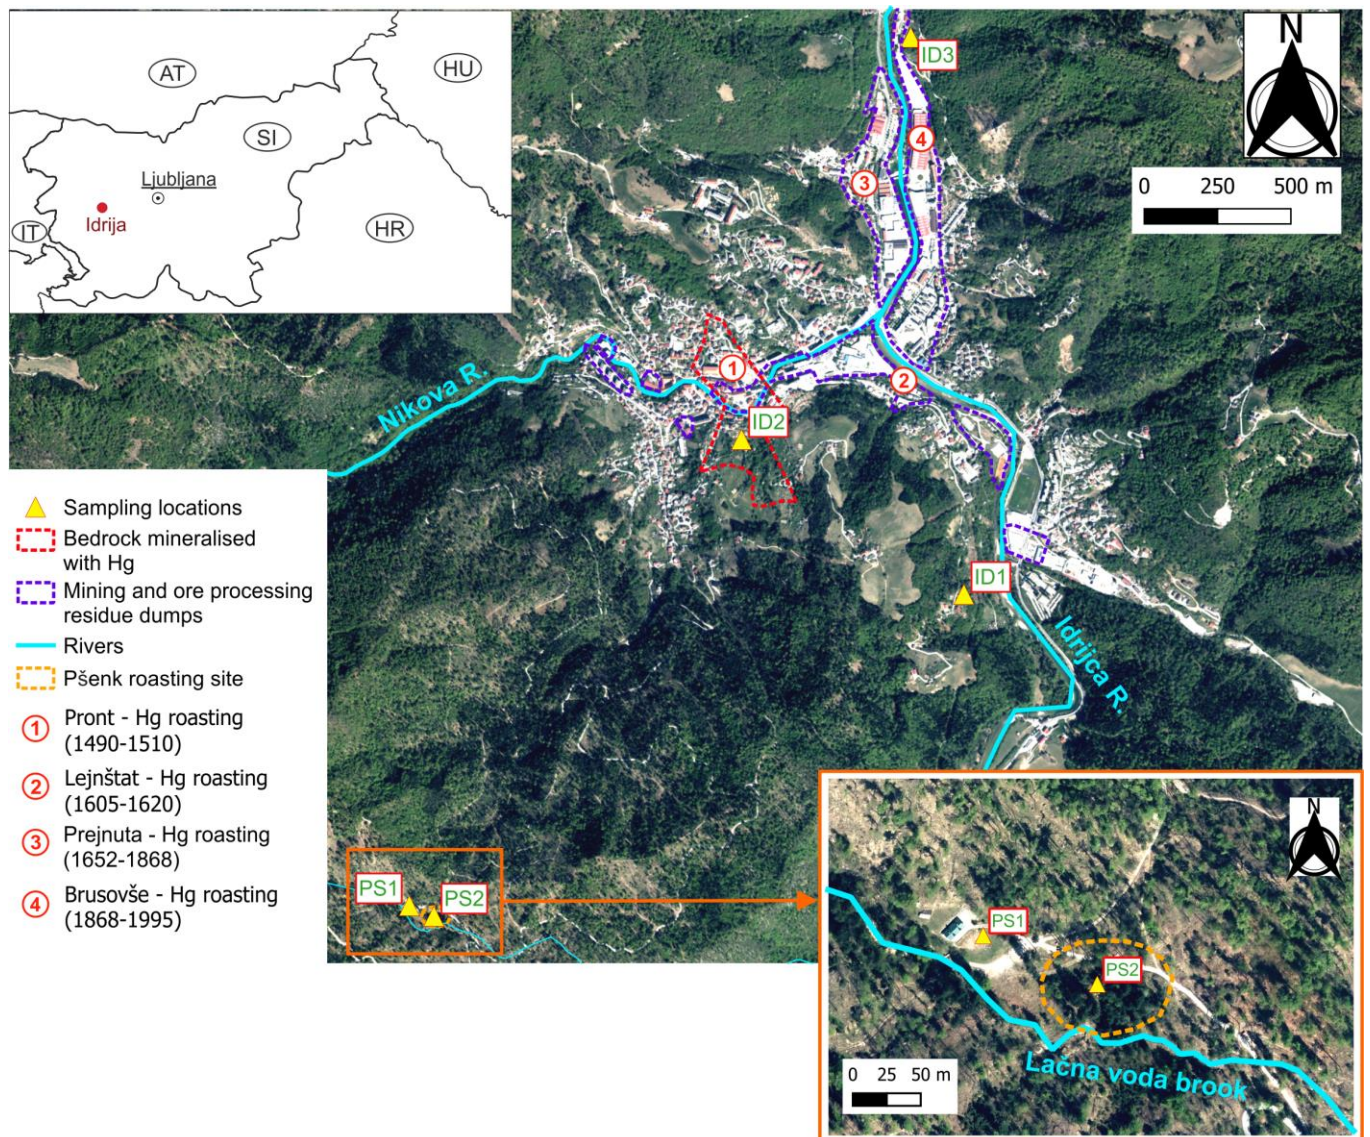 AT
HU
SI
Ljubljana
Idrija
IT
HR
N
0 250 500 m
ID3
4
3
1
2
ID2
ID1
Nikova R.
Idrijca R.
Sampling locations
Bedrock mineralised
with Hg
Mining and ore processing
residue dumps
Rivers
Pšenk roasting site
1 Pront - Hg roasting
(1490-1510)
2 Lejnštat - Hg roasting
(1605-1620)
3 Prejnuta - Hg roasting
(1652-1868)
4 Brusovše - Hg roasting
(1868-1995)
PS1
PS2
N
PS1
PS2
Lačna voda brook
0 25 50 m